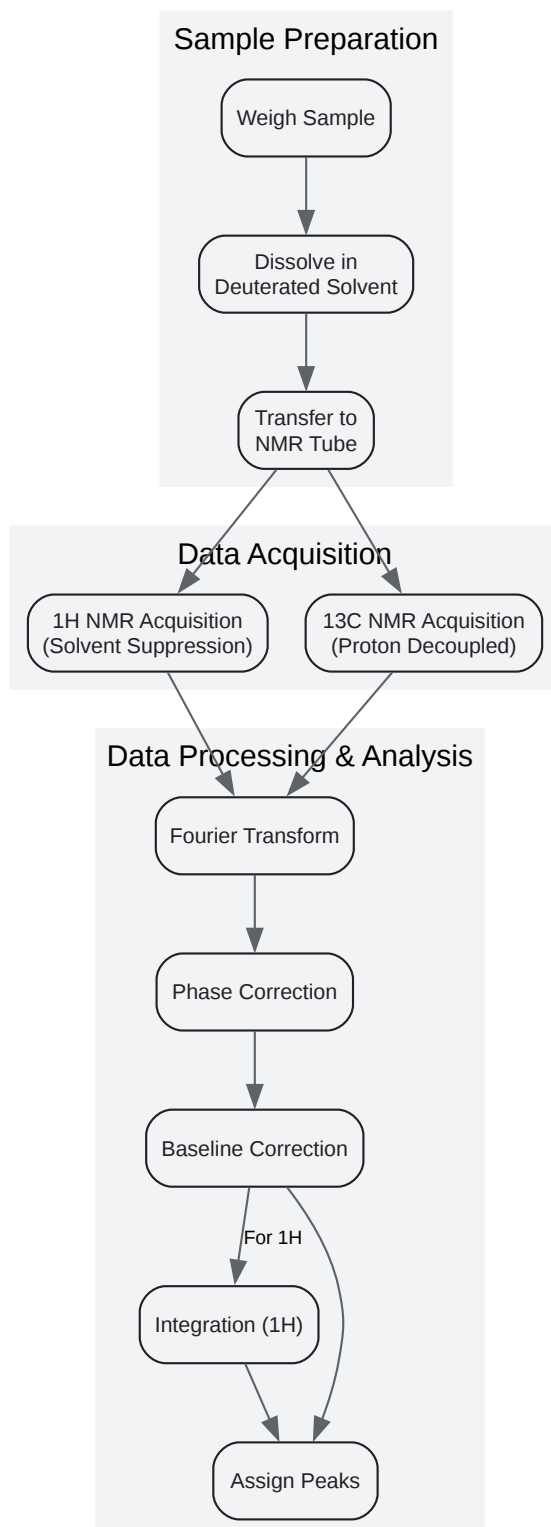 Sample Preparation
Weigh Sample
Dissolve in
Deuterated Solvent
Transfer to
NMR Tube
Data Acquisition
1H NMR Acquisition
(Solvent Suppression)
13C NMR Acquisition
(Proton Decoupled)
Data Processing & Analysis
Fourier Transform
Phase Correction
Baseline Correction
For 1H
Integration (1H)
Assign Peaks